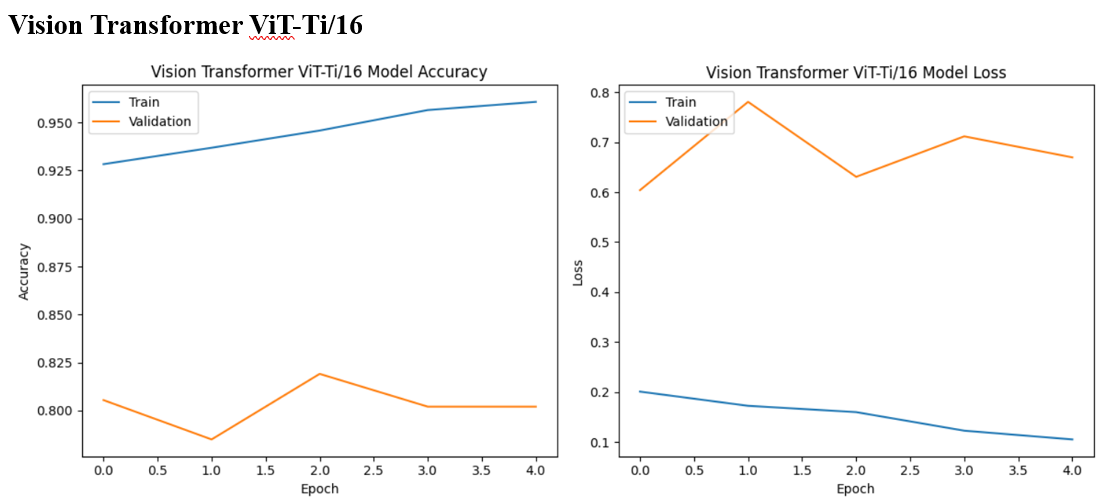 Vision Transformer ViT-Ti/16
Vision Transformer ViT-Ti/16 Model Accuracy
Train
Validation
0.950
0.925
0.900
0.875
0.850
0.825
0.800
Accuracy
0.0 0.5 1.0 1.5 2.0 2.5 3.0 3.5 4.0
Epoch
Vision Transformer ViT-Ti/16 Model Loss
Train
Validation
0.8
0.7
0.6
0.5
0.4
0.3
0.2
0.1
Loss
0.0 0.5 1.0 1.5 2.0 2.5 3.0 3.5 4.0
Epoch